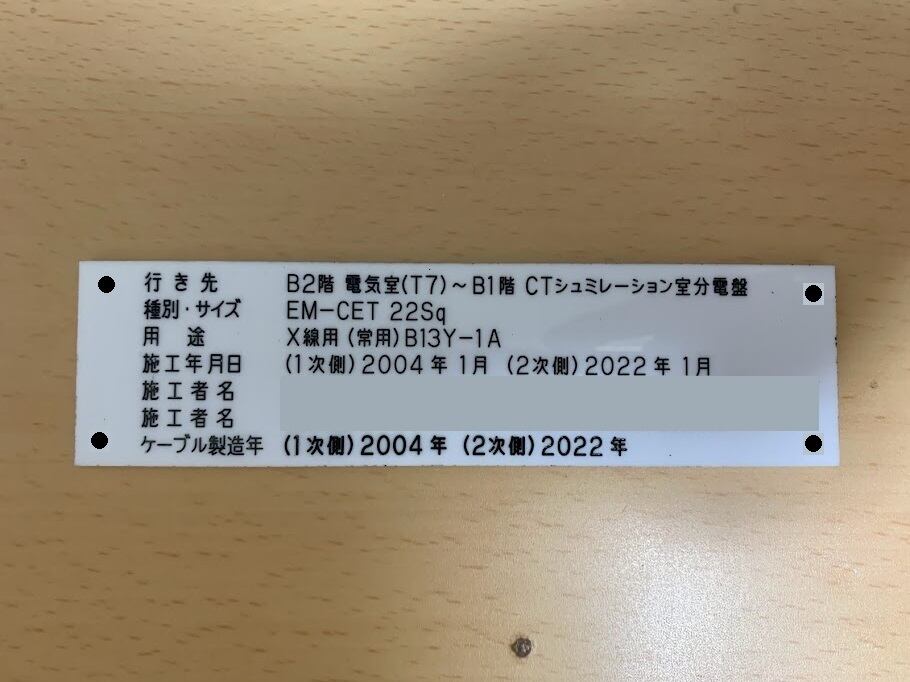 行き先 B2階 電気室(T7)～B1階 CTシュミレーション室分電盤
種別・サイズ EM-CET 22Sq
用途 X線用(常用)B13Y-1A
施工年月日 (1次側)2004年1月 (2次側)2022年1月
施工者名
施工者名
ケーブル製造年 (1次側)2004年 (2次側)2022年